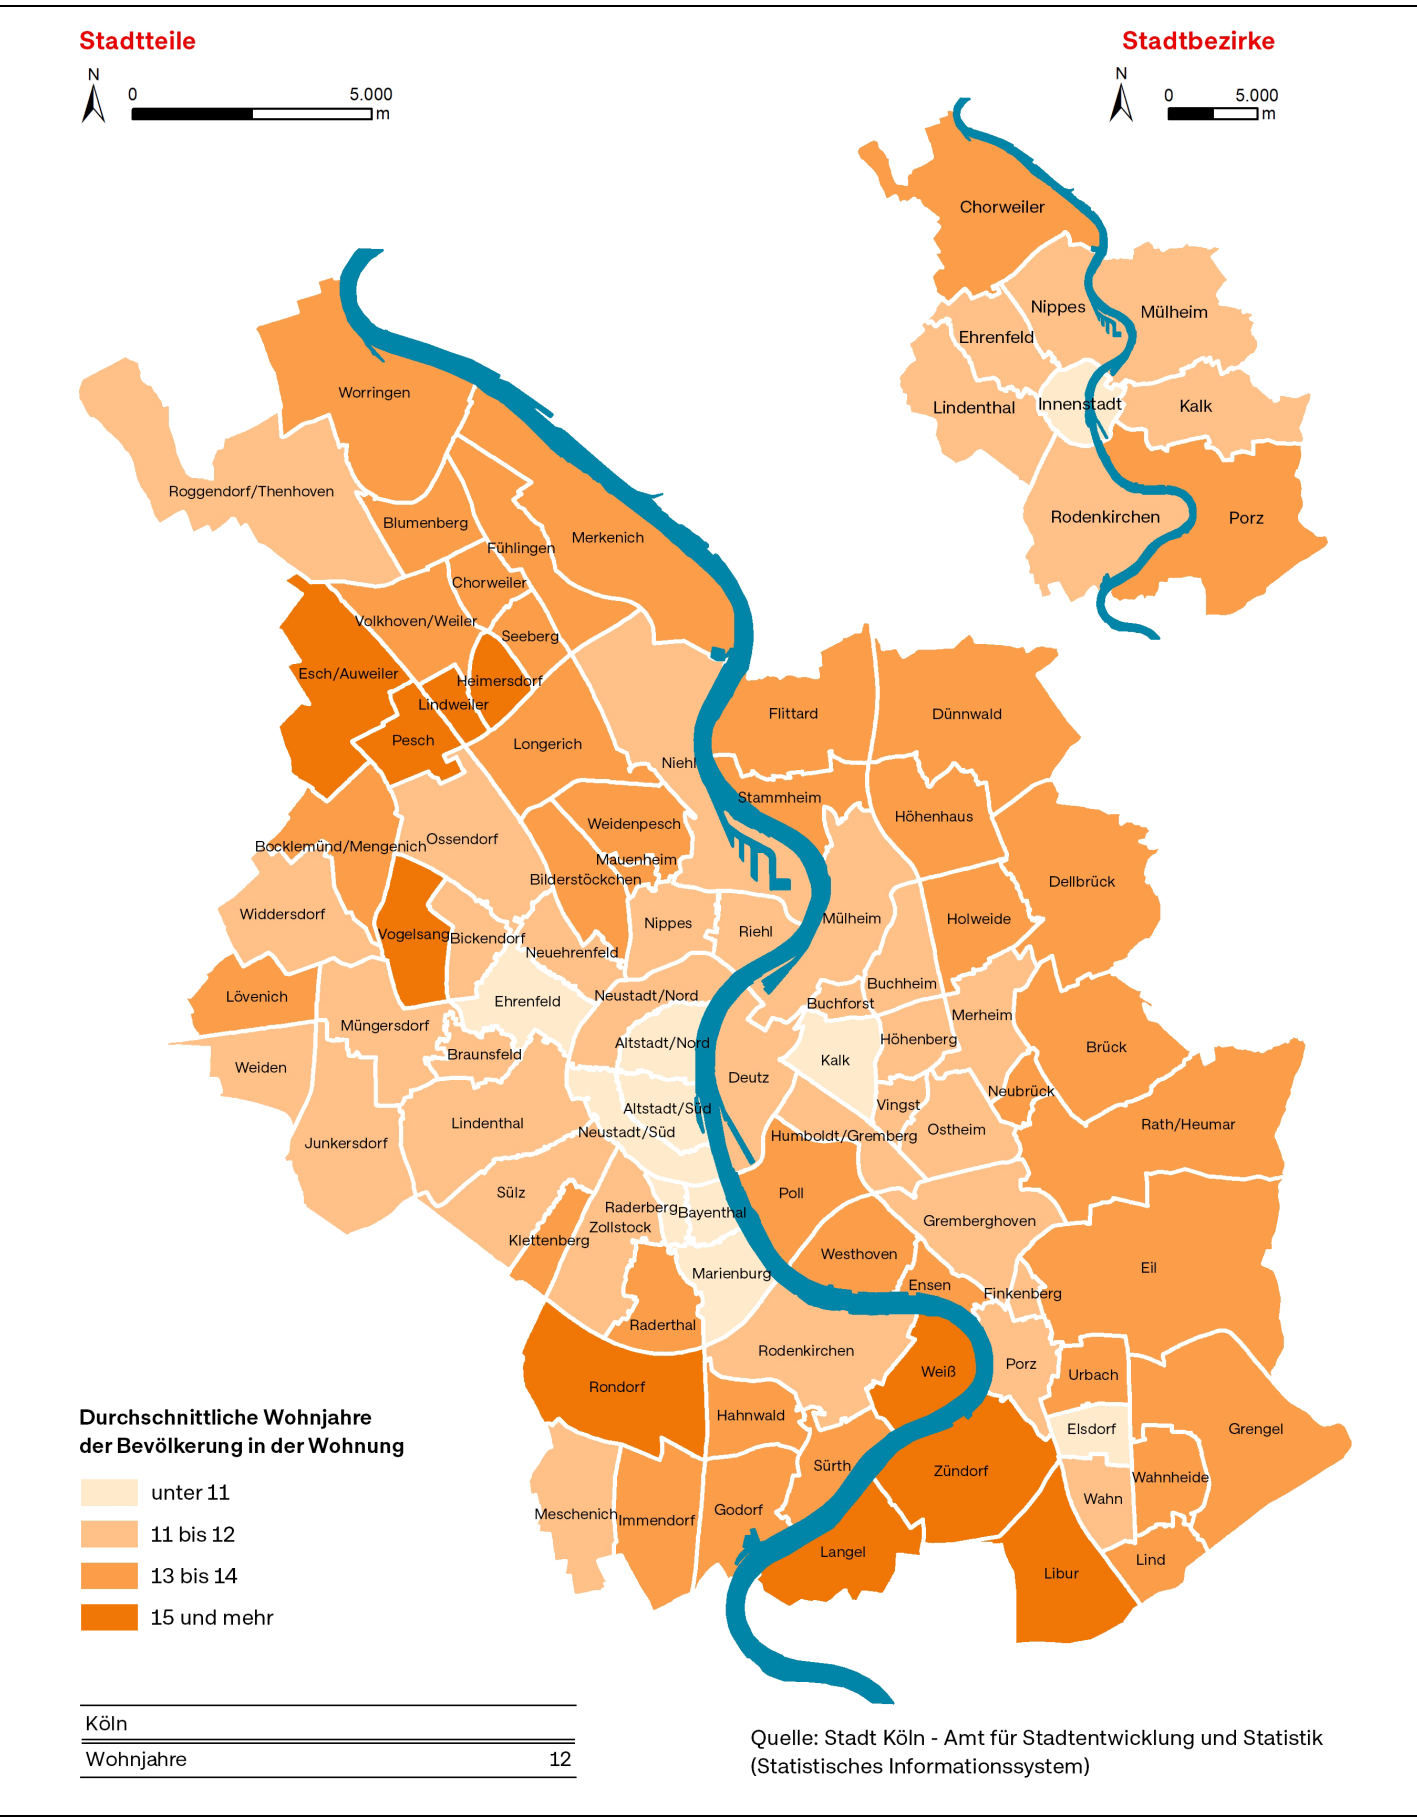 Stadtteile
N
0 5.000
m
Stadtbezirke
N
0 5.000
m
Chorweiler
Nippes
Mülheim
Ehrenfeld
Lindenthal
Innenstadt
Kalk
Rodenkirchen
Porz
Worringen
Roggendorf/Thenhoven
Blumenberg
Fühlingen
Merkenich
Chorweiler
Volkhoven/Weiler
Seeberg
Esch/Auweiler
Heimersdorf
Lindweiler
Pesch
Longerich
Niehl
Flittard
Dünnwald
Stammheim
Höhenhaus
Weidenpesch
Mauenheim
Bilderstöckchen
Bocklemünd/Mengenich
Ossendorf
Dellbrück
Widdersdorf
Vogelsang
Bickendorf
Neuehrenfeld
Nippes
Riehl
Mülheim
Holweide
Lövenich
Ehrenfeld
Neustadt/Nord
Buchforst
Buchheim
Merheim
Müngersdorf
Braunsfeld
Altstadt/Nord
Kalk
Höhenberg
Brück
Weiden
Deutz
Neubrück
Vingst
Altstadt/Süd
Neustadt/Süd
Lindenthal
Junkersdorf
Humboldt/Gremberg
Ostheim
Rath/Heumar
Sülz
Poll
Raderberg
Bayenthal
Zollstock
Klettenberg
Gremberghoven
Westhoven
Eil
Marienburg
Ensen
Finkenberg
Raderthal
Rodenkirchen
Porz
Weiß
Urbach
Rondorf
Hahnwald
Elsdorf
Grengel
Sürth
Zündorf
Wahnheide
Wahn
Meschenich
Immendorf
Godorf
Langel
Libur
Lind
Durchschnittliche Wohnjahre
der Bevölkerung in der Wohnung
unter 11
11 bis 12
13 bis 14
15 und mehr
Köln
Wohnjahre 12
Quelle: Stadt Köln - Amt für Stadtentwicklung und Statistik
(Statistisches Informationssystem)